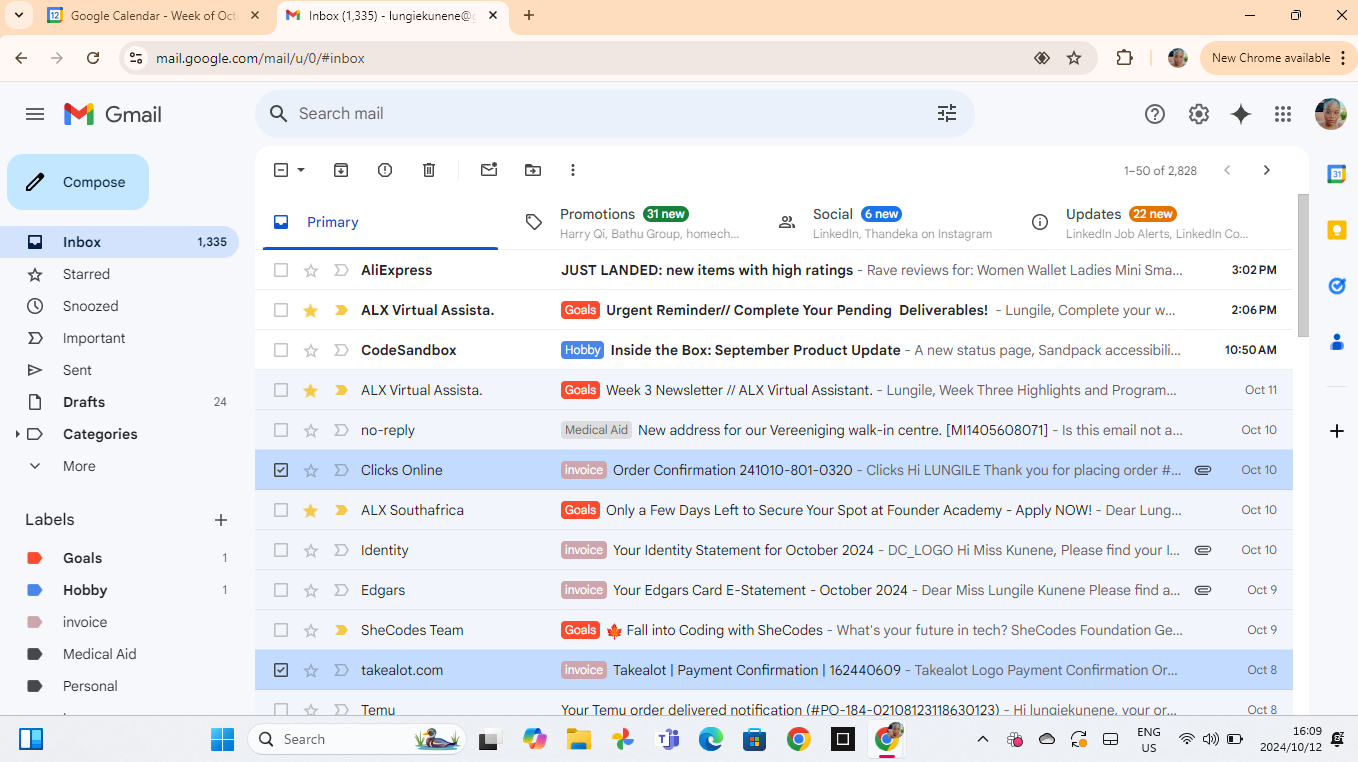 Google Calendar - Week of Oct
Inbox (1,335) - lungiekunene@g
mail.google.com/mail/u/0/#inbox
New Chrome available
Gmail
Search mail
Compose
1–50 of 2,828
Primary
Promotions 31 new
Harry Qi, Bathu Group, homech...
Social 6 new
LinkedIn, Thandeka on Instagram
Updates 22 new
LinkedIn Job Alerts, LinkedIn Co...
Inbox 1,335
Starred
Snoozed
Important
Sent
Drafts 24
Categories
More
Labels
Goals 1
Hobby 1
invoice
Medical Aid
Personal
AliExpress JUST LANDED: new items with high ratings - Rave reviews for: Women Wallet Ladies Mini Sma... 3:02 PM
ALX Virtual Assista. Goals Urgent Reminder// Complete Your Pending Deliverables! - Lungile, Complete your w... 2:06 PM
CodeSandbox Hobby Inside the Box: September Product Update - A new status page, Sandpack accessibili... 10:50 AM
ALX Virtual Assista. Goals Week 3 Newsletter // ALX Virtual Assistant. - Lungile, Week Three Highlights and Program... Oct 11
no-reply Medical Aid New address for our Vereeniging walk-in centre. [MI1405608071] - Is this email not a... Oct 10
Clicks Online invoice Order Confirmation 241010-801-0320 - Clicks Hi LUNGILE Thank you for placing order #... Oct 10
ALX Southafrica Goals Only a Few Days Left to Secure Your Spot at Founder Academy - Apply NOW! - Dear Lung... Oct 10
Identity invoice Your Identity Statement for October 2024 - DC_LOGO Hi Miss Kunene, Please find your I... Oct 10
Edgars invoice Your Edgars Card E-Statement - October 2024 - Dear Miss Lungile Kunene Please find a... Oct 9
SheCodes Team Goals 🍁 Fall into Coding with SheCodes - What's your future in tech? SheCodes Foundation Ge... Oct 9
takealot.com invoice Takealot | Payment Confirmation | 162440609 - Takealot Logo Payment Confirmation Or... Oct 8
Temu Your Temu order delivered notification (#PO-184-02108123118630123) - Hi lungiekunene, your or... Oct 8
Search
ENG
US
16:09
2024/10/12